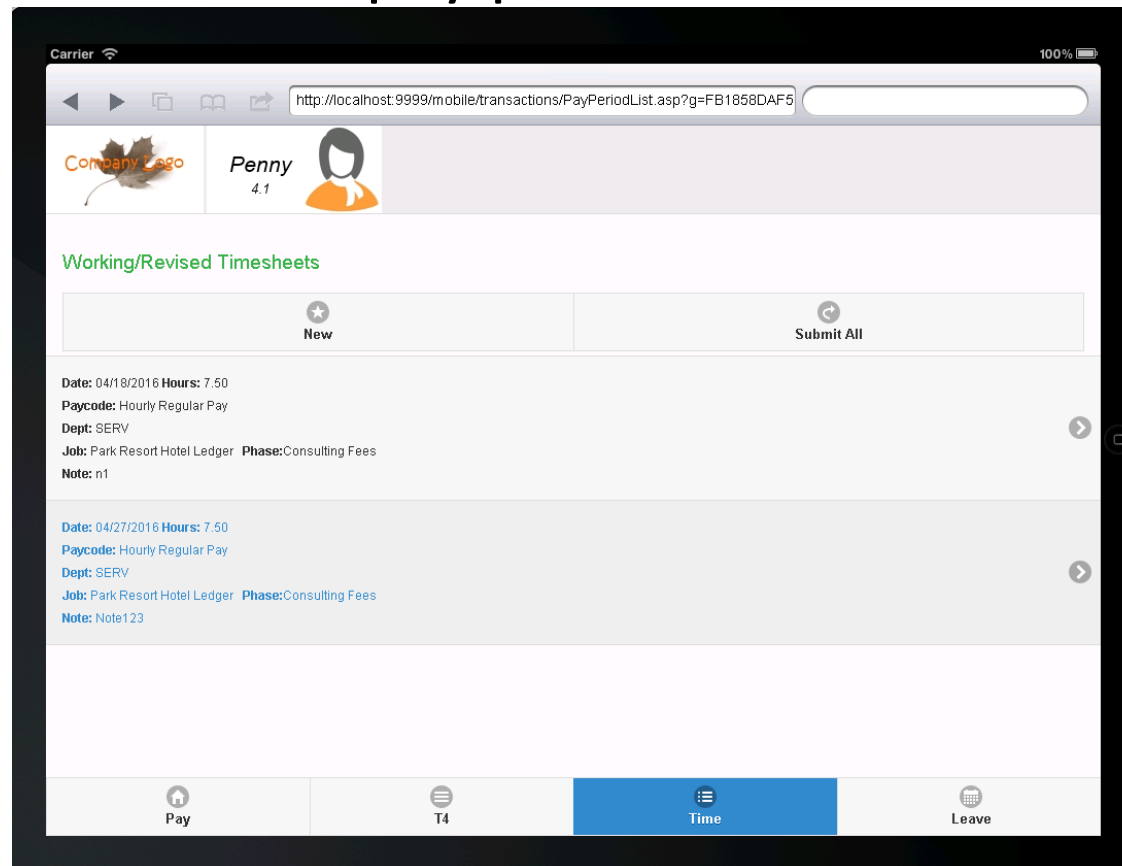 Carrier
100%
http://localhost:9999/mobile/transactions/PayPeriodList.asp?g=FB1858DAF5
Company Logo
Penny
4.1
Working/Revised Timesheets
New
Submit All
Date: 04/18/2016 Hours: 7.50
Paycode: Hourly Regular Pay
Dept: SERV
Job: Park Resort Hotel Ledger Phase:Consulting Fees
Note: n1
Date: 04/27/2016 Hours: 7.50
Paycode: Hourly Regular Pay
Dept: SERV
Job: Park Resort Hotel Ledger Phase:Consulting Fees
Note: Note123
Pay
T4
Time
Leave